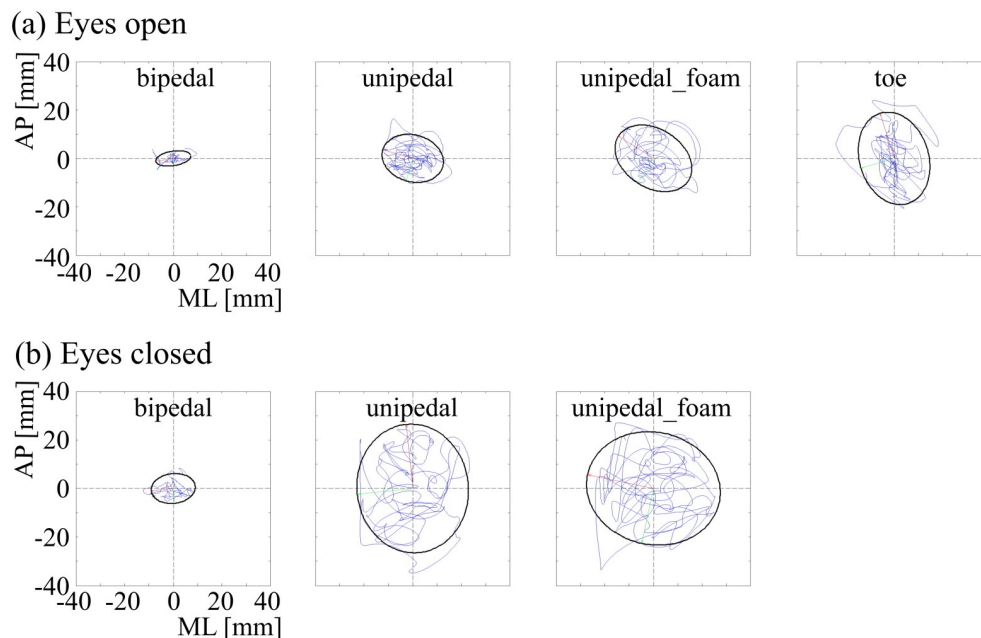 (a) Eyes open
AP [mm]
40
20
0
-20
-40
bipedal
unipedal
unipedal_foam
toe
-40 -20 0 20 40
ML [mm]
(b) Eyes closed
AP [mm]
40
20
0
-20
-40
bipedal
unipedal
unipedal_foam
-40 -20 0 20 40
ML [mm]